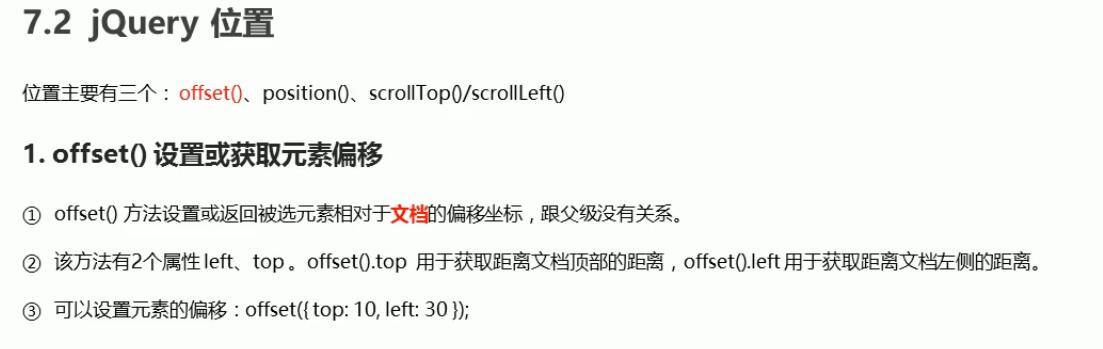 7.2 jQuery 位置
位置主要有三个：offset()、position()、scrollTop()/scrollLeft()
1. offset() 设置或获取元素偏移
① offset() 方法设置或返回被选元素相对于文档的偏移坐标，跟父级没有关系。
② 该方法有2个属性 left、top 。offset().top 用于获取距离文档顶部的距离，offset().left 用于获取距离文档左侧的距离。
③ 可以设置元素的偏移：offset({ top: 10, left: 30 });